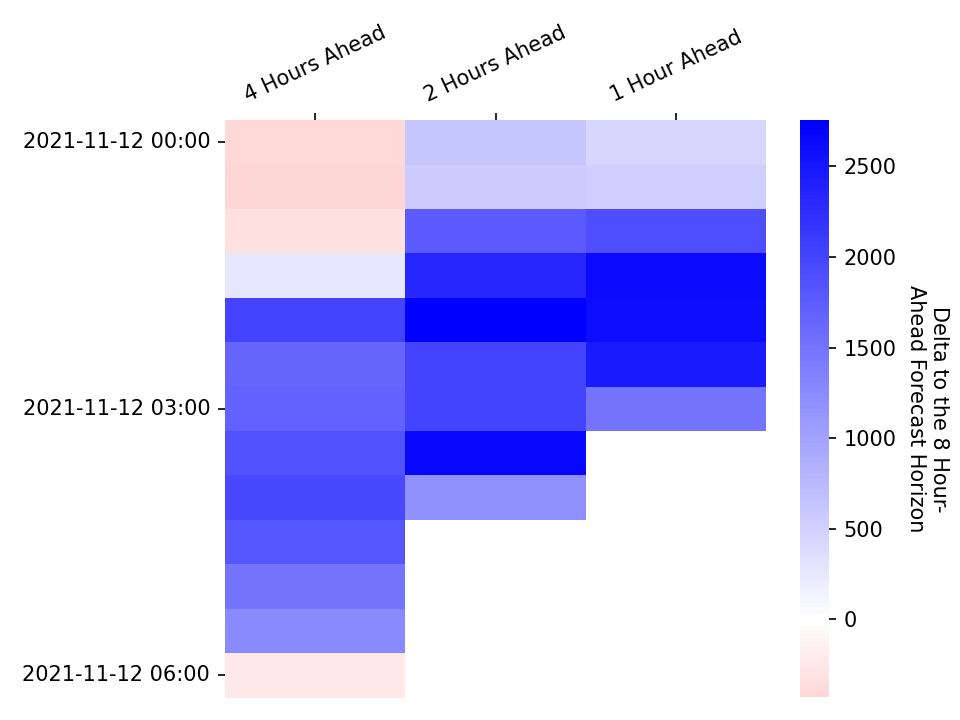 4 Hours Ahead
2 Hours Ahead
1 Hour Ahead
2021-11-12 00:00
2021-11-12 03:00
2021-11-12 06:00
2500
2000
1500
1000
500
0
Delta to the 8 Hour-
Ahead Forecast Horizon